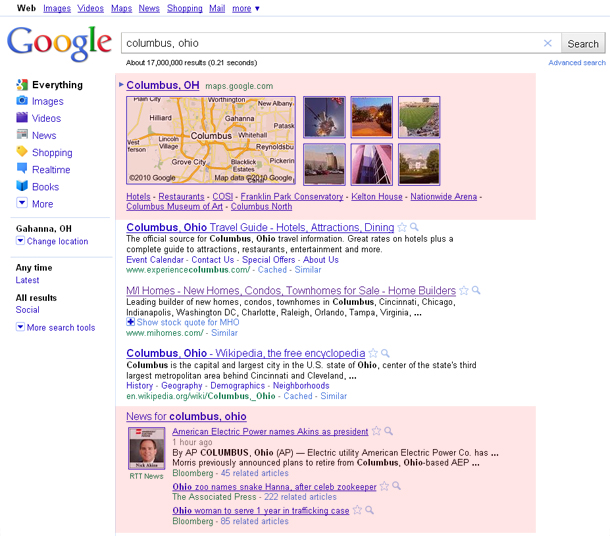 Web Images Videos Maps News Shopping Mail more ▼
Google
columbus, ohio × Search
About 17,000,000 results (0.21 seconds) Advanced search
Everything
Images
Videos
News
Shopping
Realtime
Books
More
Gahanna, OH
Change location
Any time
Latest
All results
Social
More search tools
Columbus, OH maps.google.com
Plain City Worthington New Albany
Hilliard Gahanna Patask
Columbus Whitehall
West Jefferson Reynoldsbu
Grove City Blacklick Estates Pickerin
Canal
©2010 Google Map data ©2010 Google
Hotels - Restaurants - COSI - Franklin Park Conservatory - Kelton House - Nationwide Arena -
Columbus Museum of Art - Columbus North
Columbus, Ohio Travel Guide - Hotels, Attractions, Dining
The official source for Columbus, Ohio travel information. Great rates on hotels plus a
complete guide to attractions, restaurants, entertainment and more.
Event Calendar - Contact Us - Special Offers - About Us
www.experiencecolumbus.com/ - Cached - Similar
M/I Homes - New Homes, Condos, Townhomes for Sale - Home Builders
Leading builder of new homes, condos, townhomes in Columbus, Cincinnati, Chicago,
Indianapolis, Washington DC, Charlotte, Raleigh, Orlando, Tampa, Virginia, ...
Show stock quote for MHO
www.mihomes.com/ - Similar
Columbus, Ohio - Wikipedia, the free encyclopedia
Columbus is the capital and largest city in the U.S. state of Ohio, center of the state's third
largest metropolitan area behind Cincinnati and Cleveland, ...
History - Geography - Demographics - Neighborhoods
en.wikipedia.org/wiki/Columbus,_Ohio - Cached - Similar
News for columbus, ohio
Nick Akins
RTT News
American Electric Power names Akins as president
1 hour ago
By AP COLUMBUS, Ohio (AP) — Electric utility American Electric Power Co. has ...
Morris previously announced plans to retire from Columbus, Ohio-based AEP ...
Bloomberg - 45 related articles
Ohio zoo names snake Hanna, after celeb zookeeper
The Associated Press - 222 related articles
Ohio woman to serve 1 year in trafficking case
Bloomberg - 85 related articles